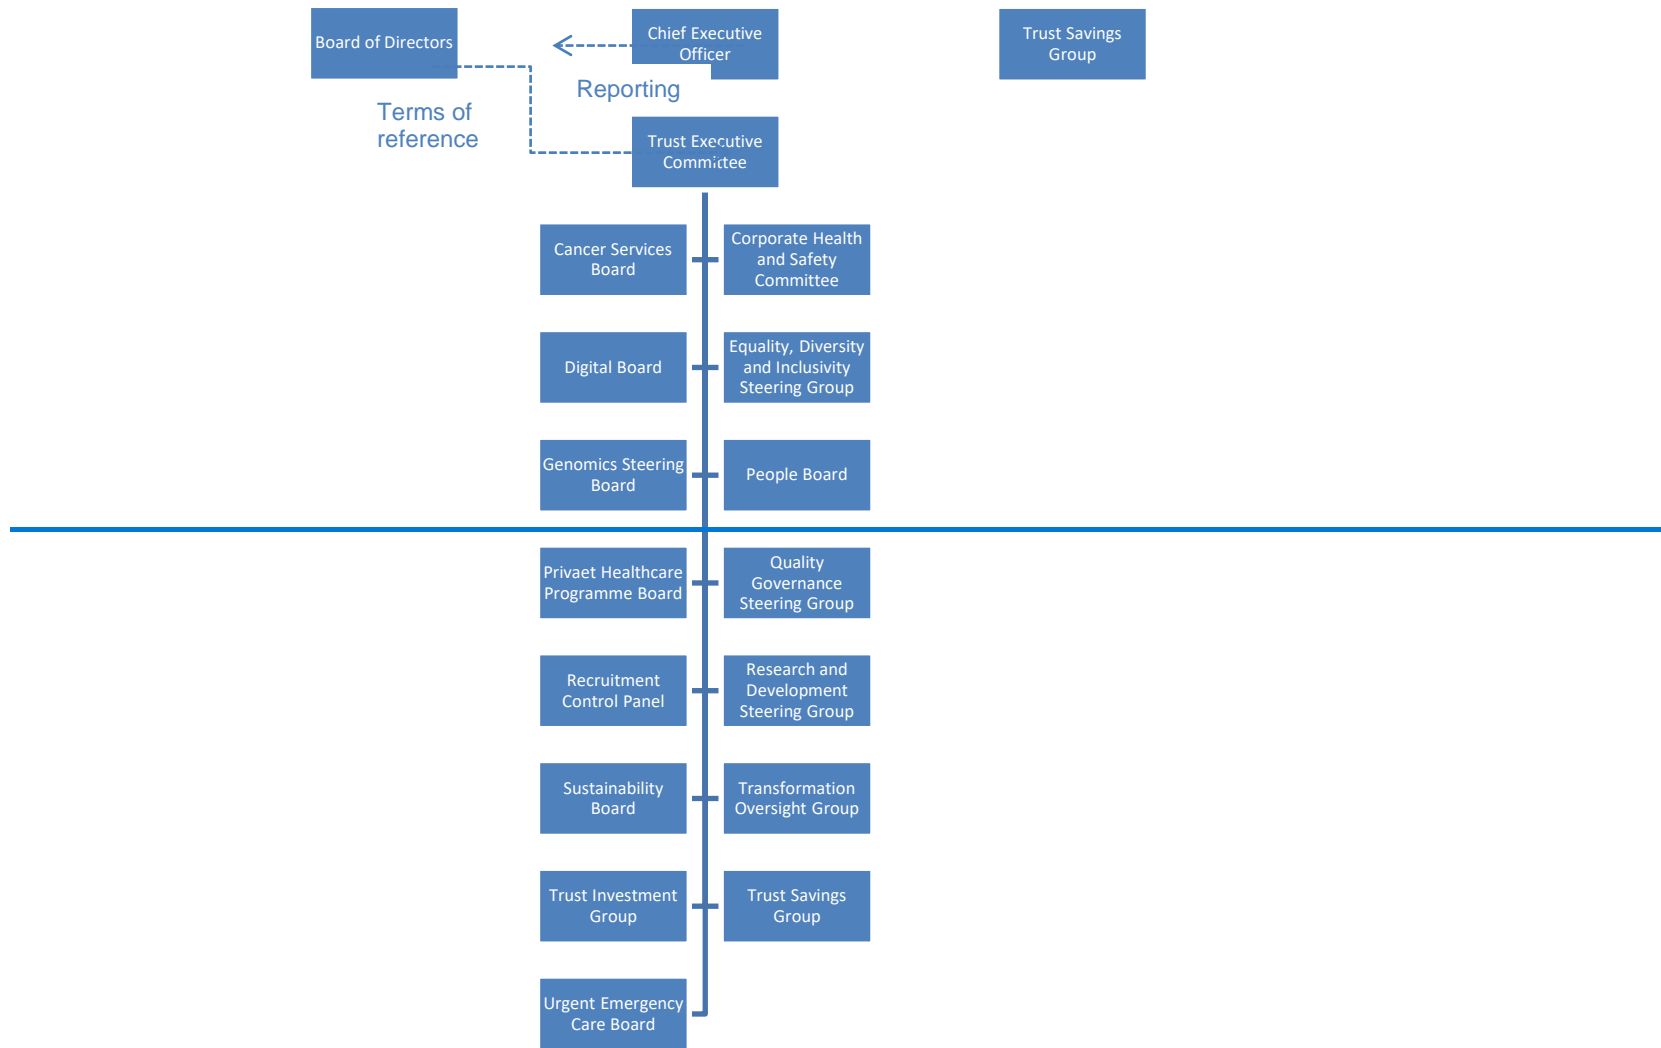 Board of Directors
Chief Executive
Officer
Trust Savings
Group
Reporting
Terms of
reference
Trust Executive
Committee
Cancer Services
Board
Corporate Health
and Safety
Committee
Digital Board
Equality, Diversity
and Inclusivity
Steering Group
Genomics Steering
Board
People Board
Privaet Healthcare
Programme Board
Quality
Governance
Steering Group
Recruitment
Control Panel
Research and
Development
Steering Group
Sustainability
Board
Transformation
Oversight Group
Trust Investment
Group
Trust Savings
Group
Urgent Emergency
Care Board